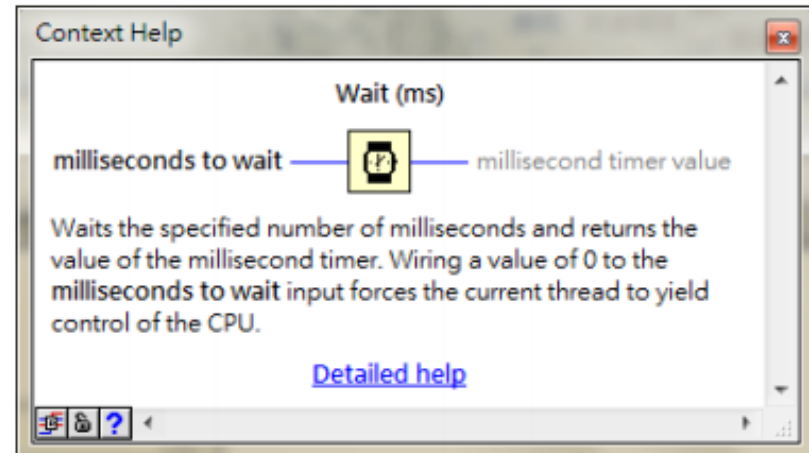 Context Help
Wait (ms)
milliseconds to wait
millisecond timer value
Waits the specified number of milliseconds and returns the
value of the millisecond timer. Wiring a value of 0 to the
milliseconds to wait input forces the current thread to yield
control of the CPU.
Detailed help
?